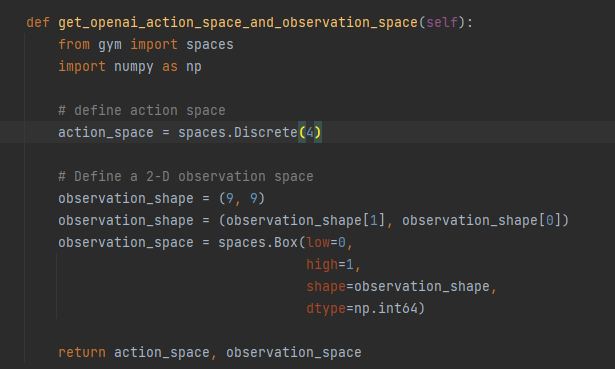 def get_openai_action_space_and_observation_space(self):
    from gym import spaces
    import numpy as np

    # define action space
    action_space = spaces.Discrete(4)

    # Define a 2-D observation space
    observation_shape = (9, 9)
    observation_shape = (observation_shape[1], observation_shape[0])
    observation_space = spaces.Box(low=0,
                                   high=1,
                                   shape=observation_shape,
                                   dtype=np.int64)

    return action_space, observation_space